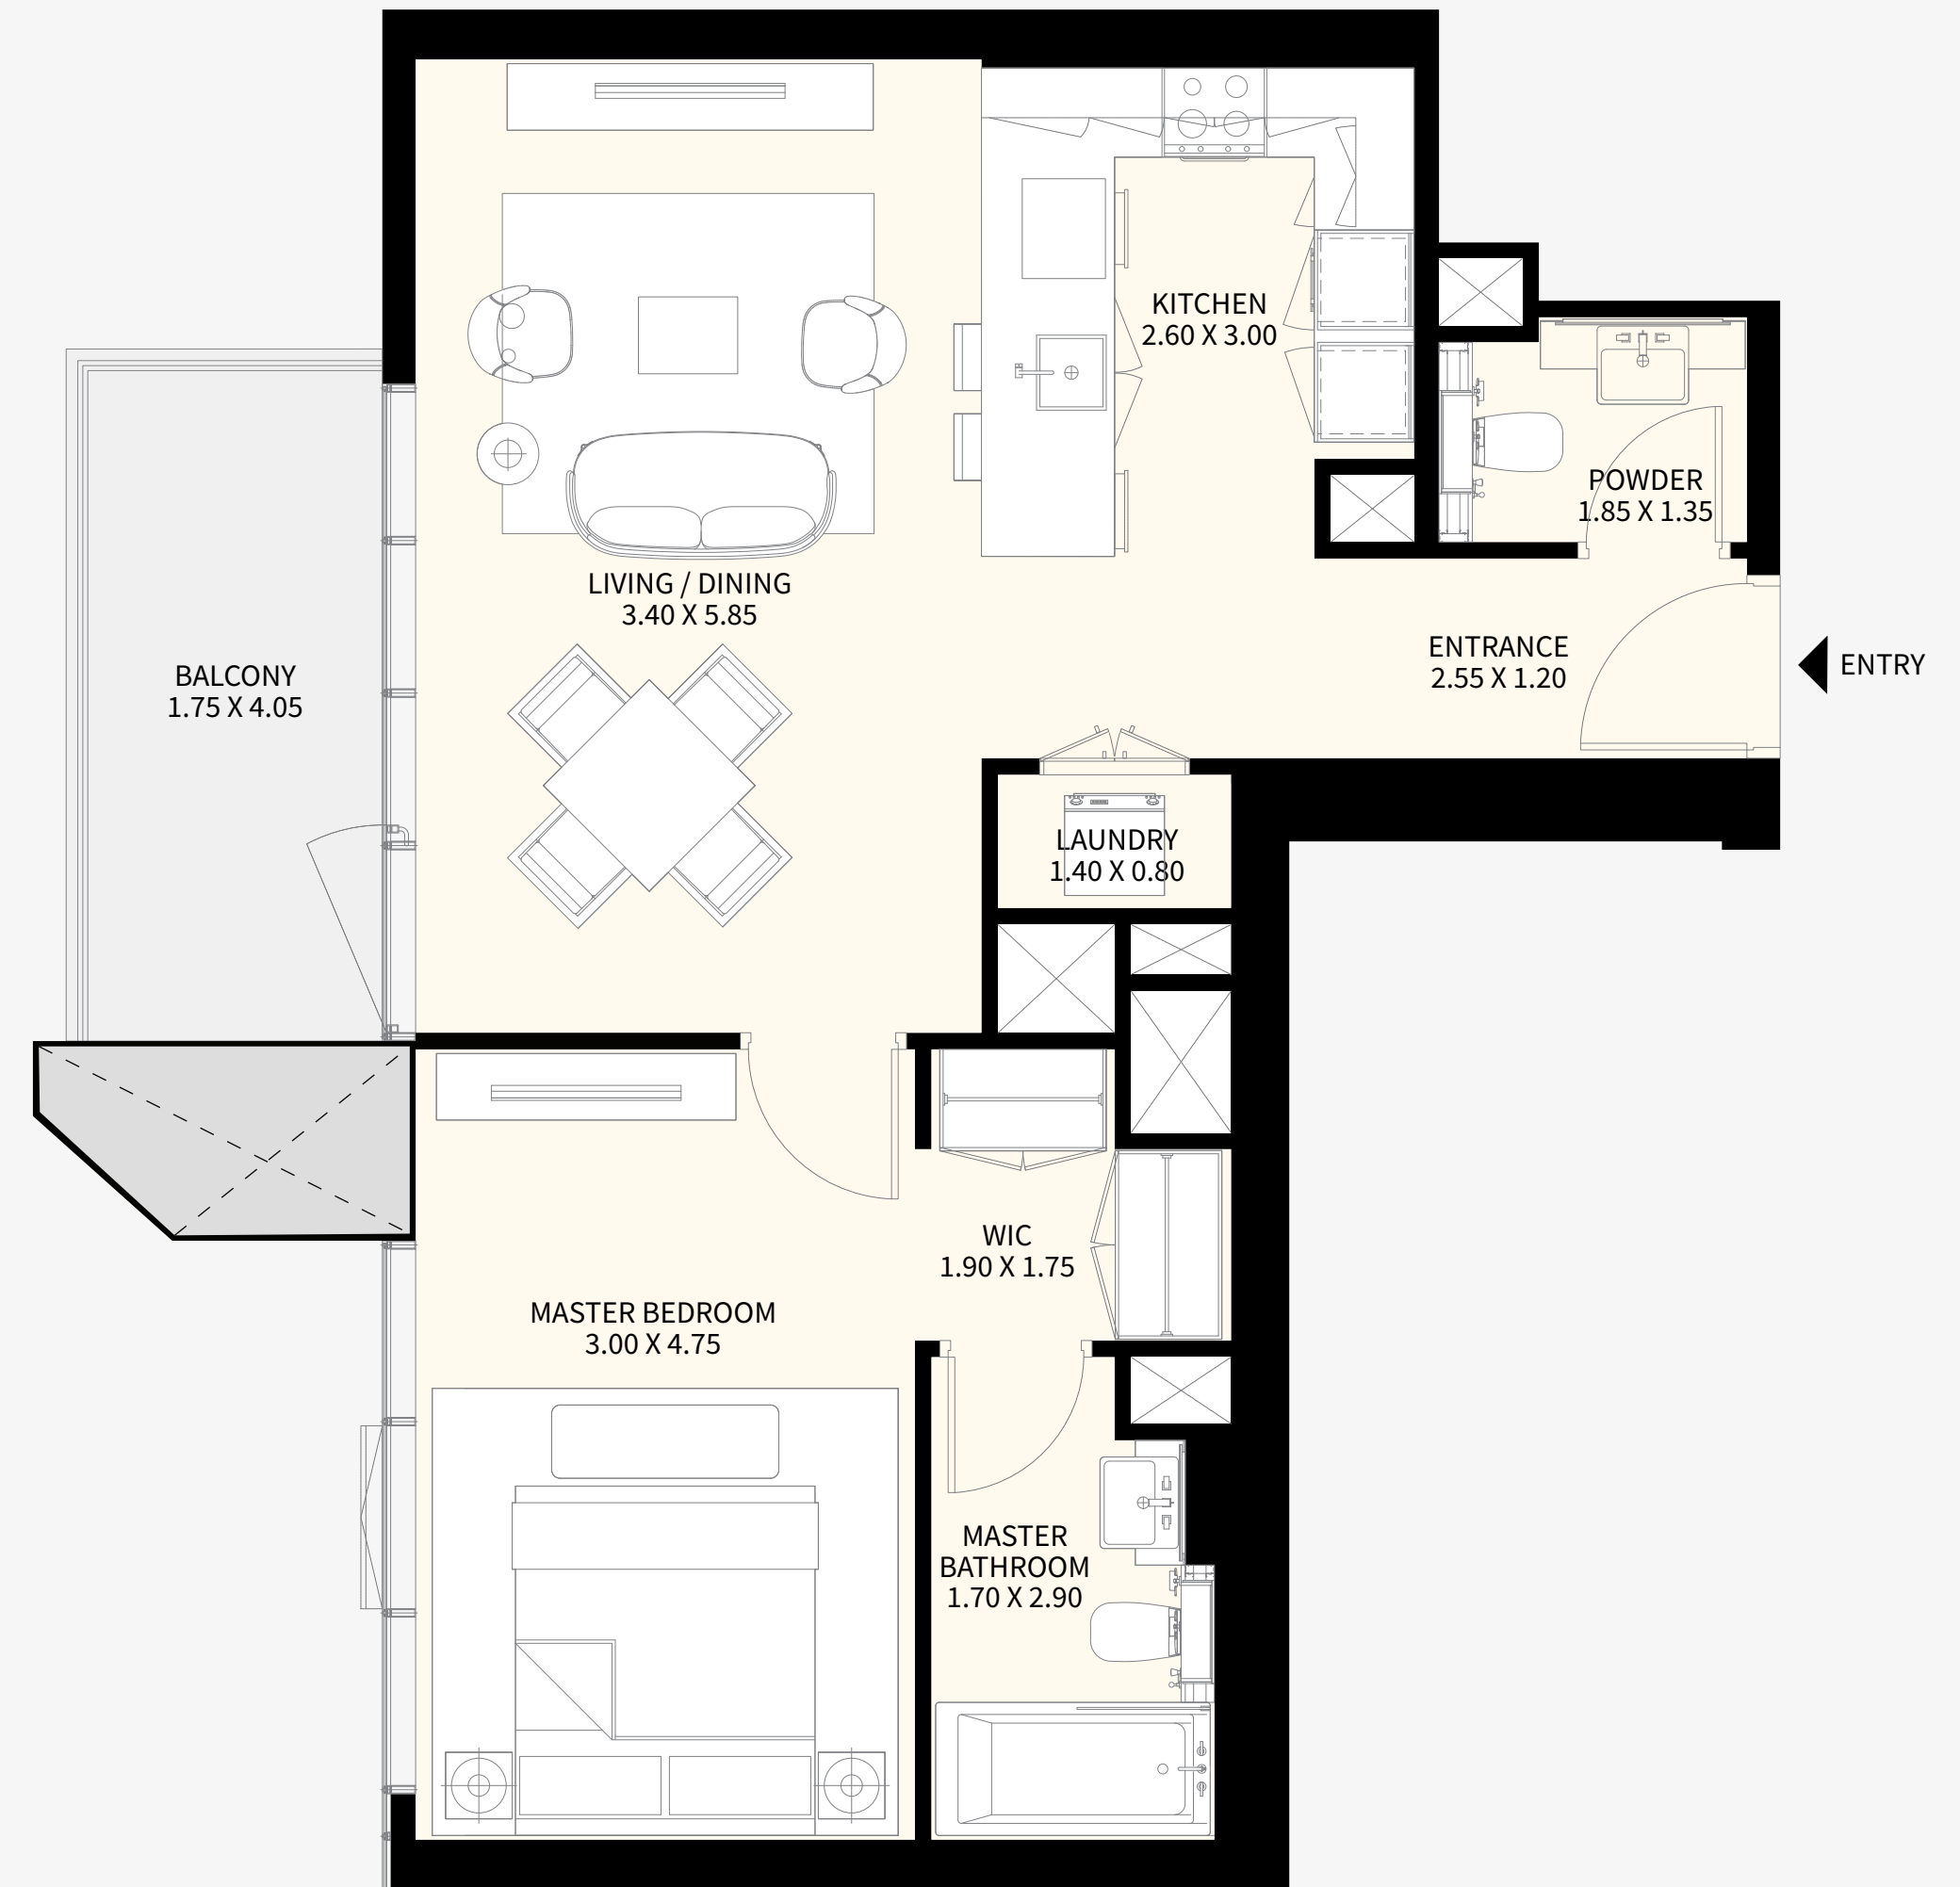 KITCHEN
2.60 X 3.00
POWDER
1.85 X 1.35
LIVING / DINING
3.40 X 5.85
ENTRANCE
2.55 X 1.20
ENTRY
BALCONY
1.75 X 4.05
LAUNDRY
1.40 X 0.80
WIC
1.90 X 1.75
MASTER BEDROOM
3.00 X 4.75
MASTER
BATHROOM
1.70 X 2.90